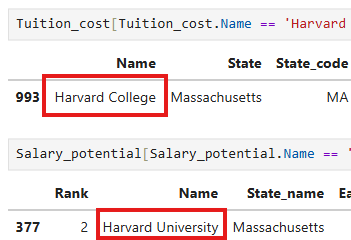 Tuition_cost[Tuition_cost.Name == 'Harvard
Name State State_code
993 Harvard College Massachusetts MA
Salary_potential[Salary_potential.Name == '
Rank Name State_name Ea
377 2 Harvard University Massachusetts